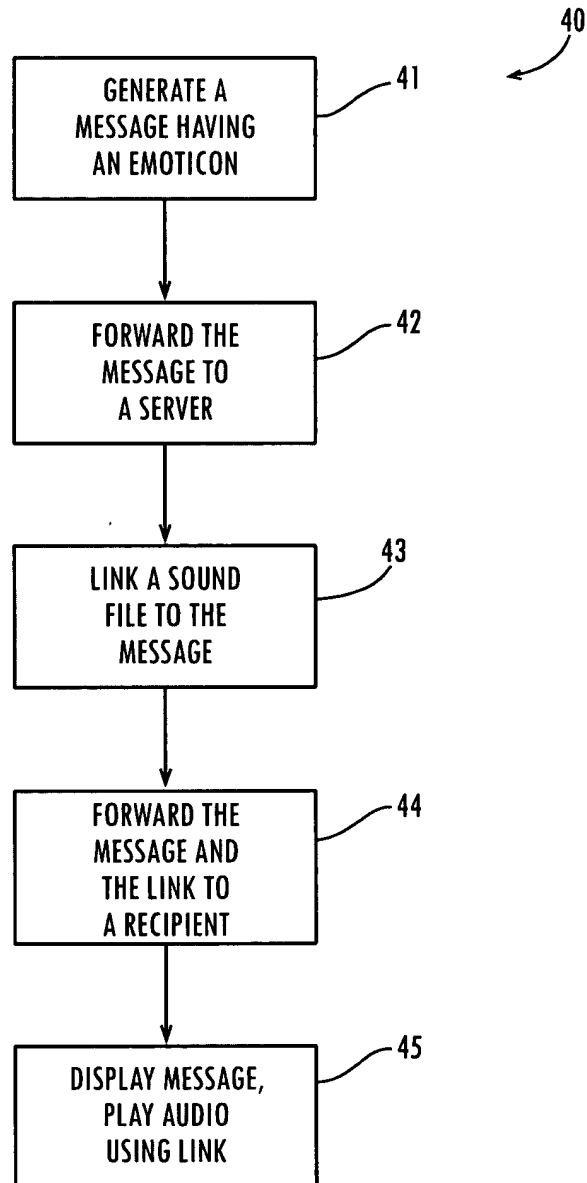 40
GENERATE A
MESSAGE HAVING
AN EMOTICON
41
FORWARD THE
MESSAGE TO
A SERVER
42
LINK A SOUND
FILE TO THE
MESSAGE
43
FORWARD THE
MESSAGE AND
THE LINK TO
A RECIPIENT
44
DISPLAY MESSAGE,
PLAY AUDIO
USING LINK
45